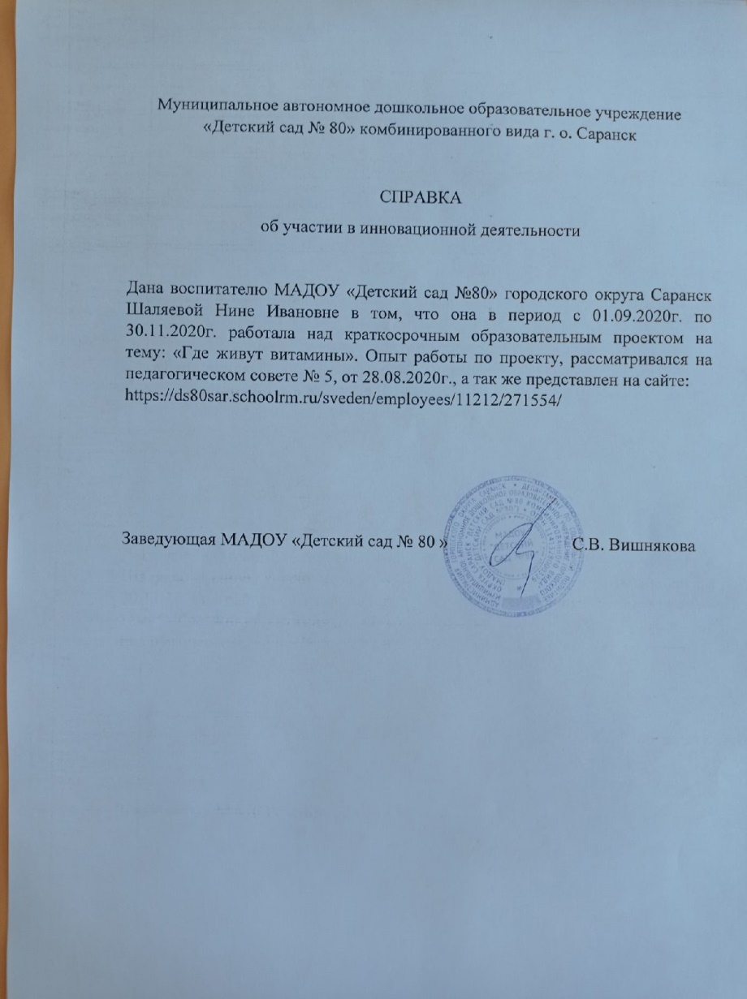 Муниципальное автономное дошкольное образовательное учреждение
«Детский сад № 80» комбинированного вида г. о. Саранск
СПРАВКА
об участии в инновационной деятельности
Дана воспитателю МАДОУ «Детский сад №80» городского округа Саранск
Шаляевой Нине Ивановне в том, что она в период с 01.09.2020г. по
30.11.2020г. работала над краткосрочным образовательным проектом на
тему: «Где живут витамины». Опыт работы по проекту, рассматривался на
педагогическом совете № 5, от 28.08.2020г., а так же представлен на сайте:
https://ds80sar.schoolrm.ru/sveden/employees/11212/271554/
Заведующая МАДОУ «Детский сад № 80 »
С.В. Вишнякова